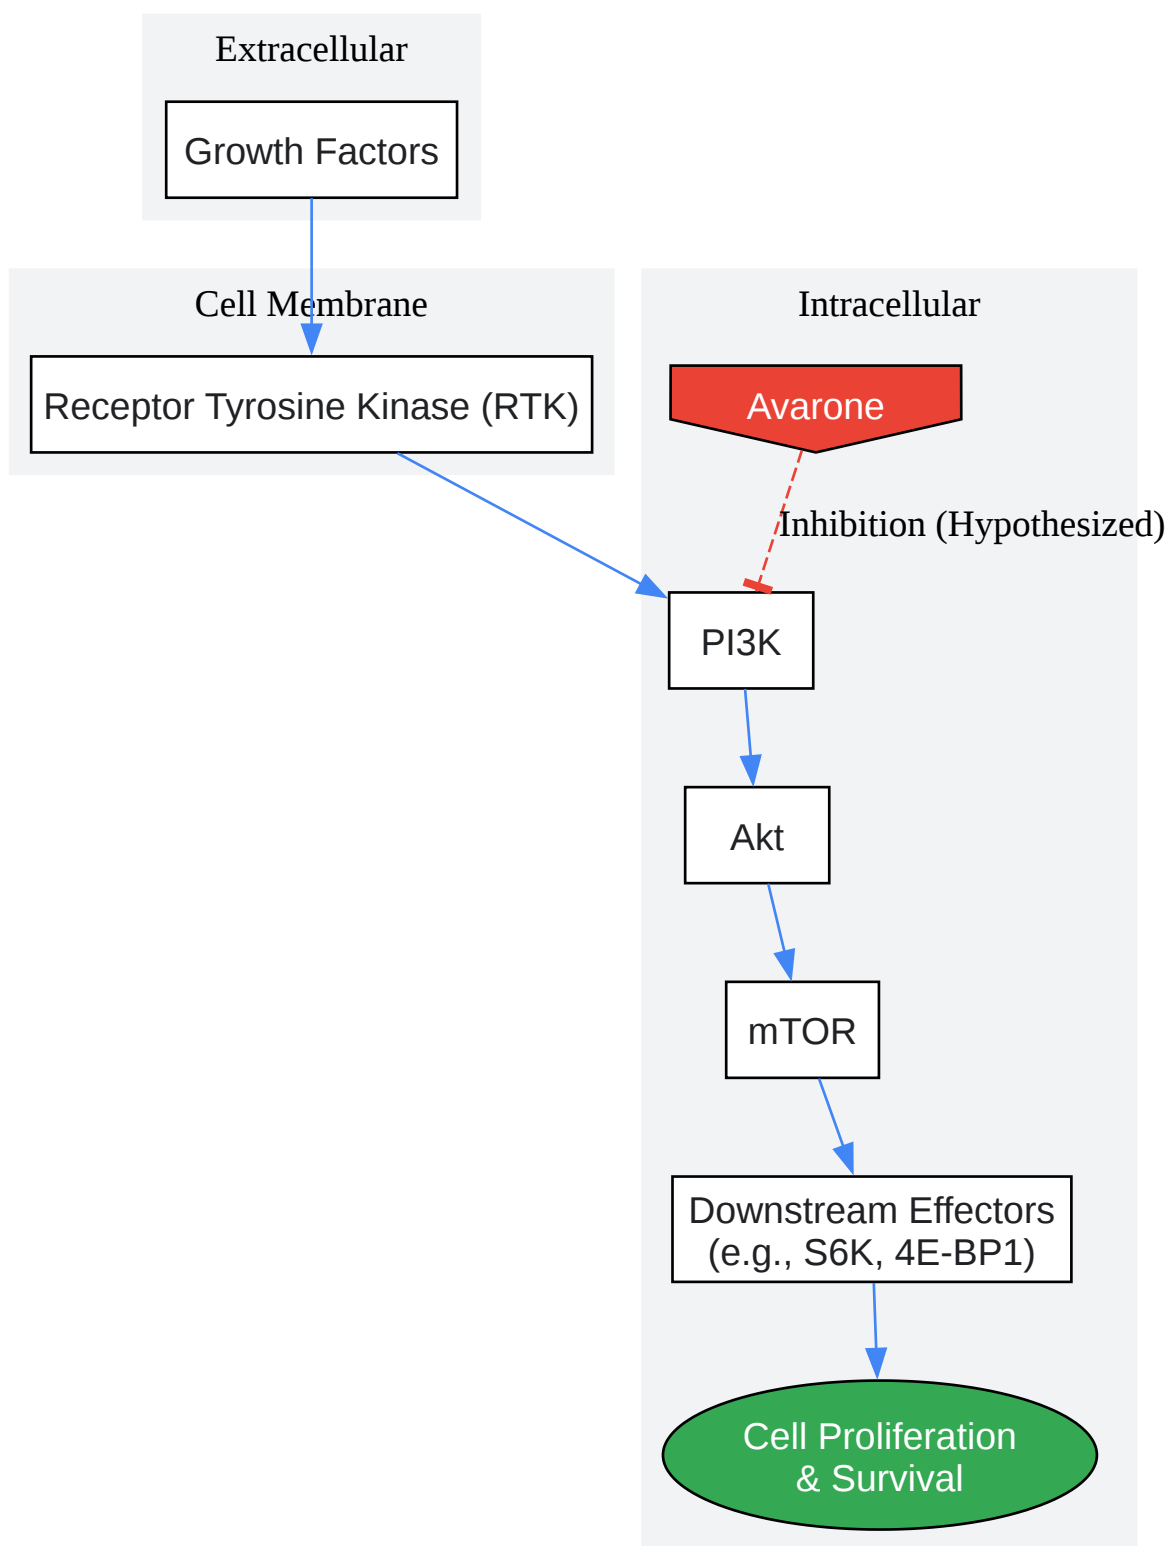 Extracellular
Growth Factors
Cell Membrane
Receptor Tyrosine Kinase (RTK)
Intracellular
Avarone
Inhibition (Hypothesized)
PI3K
Akt
mTOR
Downstream Effectors
(e.g., S6K, 4E-BP1)
Cell Proliferation
& Survival